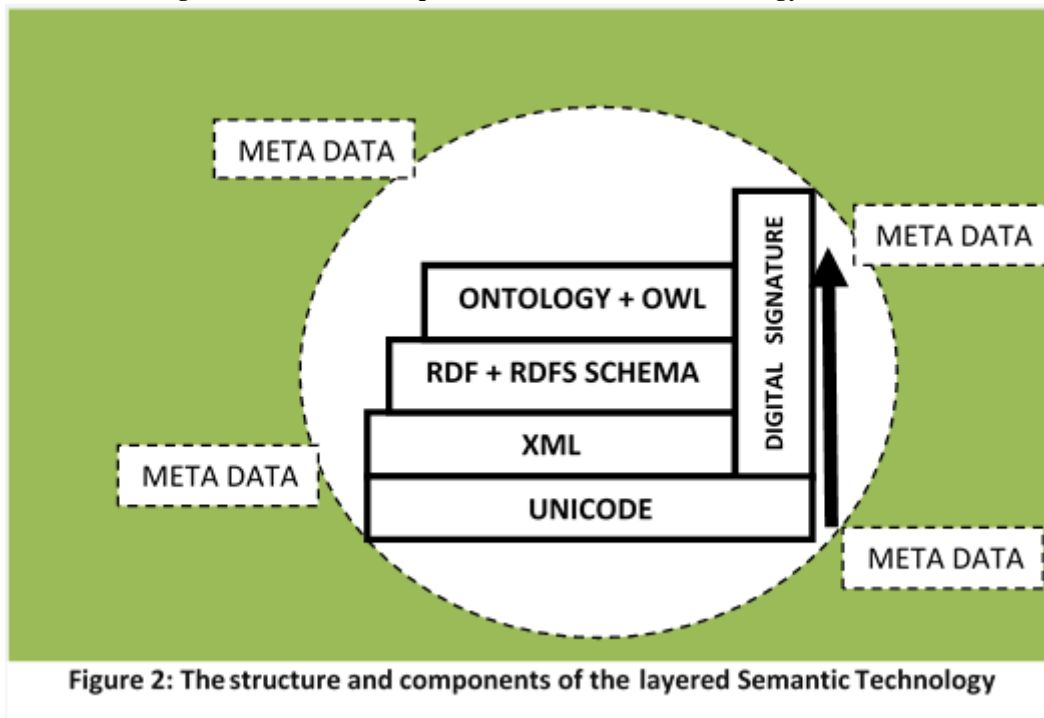 META DATA
META DATA
DIGITAL SIGNATURE
ONTOLOGY + OWL
RDF + RDFS SCHEMA
XML
META DATA
UNICODE
META DATA
Figure 2: The structure and components of the layered Semantic Technology